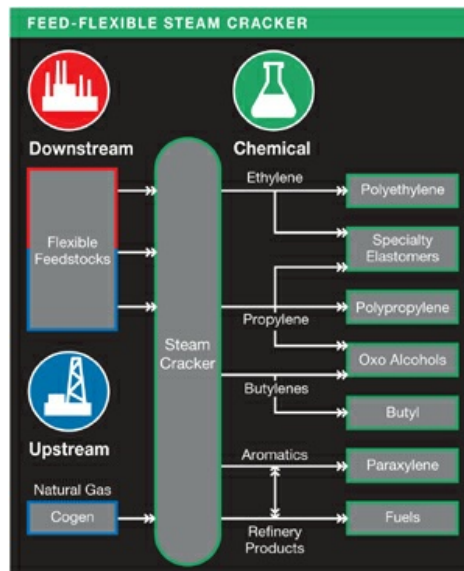 FEED-FLEXIBLE STEAM CRACKER
Downstream
Chemical
Flexible
Feedstocks
Upstream
Natural Gas
Cogen
Steam
Cracker
Ethylene
Propylene
Butylenes
Aromatics
Refinery
Products
Polyethylene
Specialty
Elastomers
Polypropylene
Oxo Alcohols
Butyl
Paraxylene
Fuels